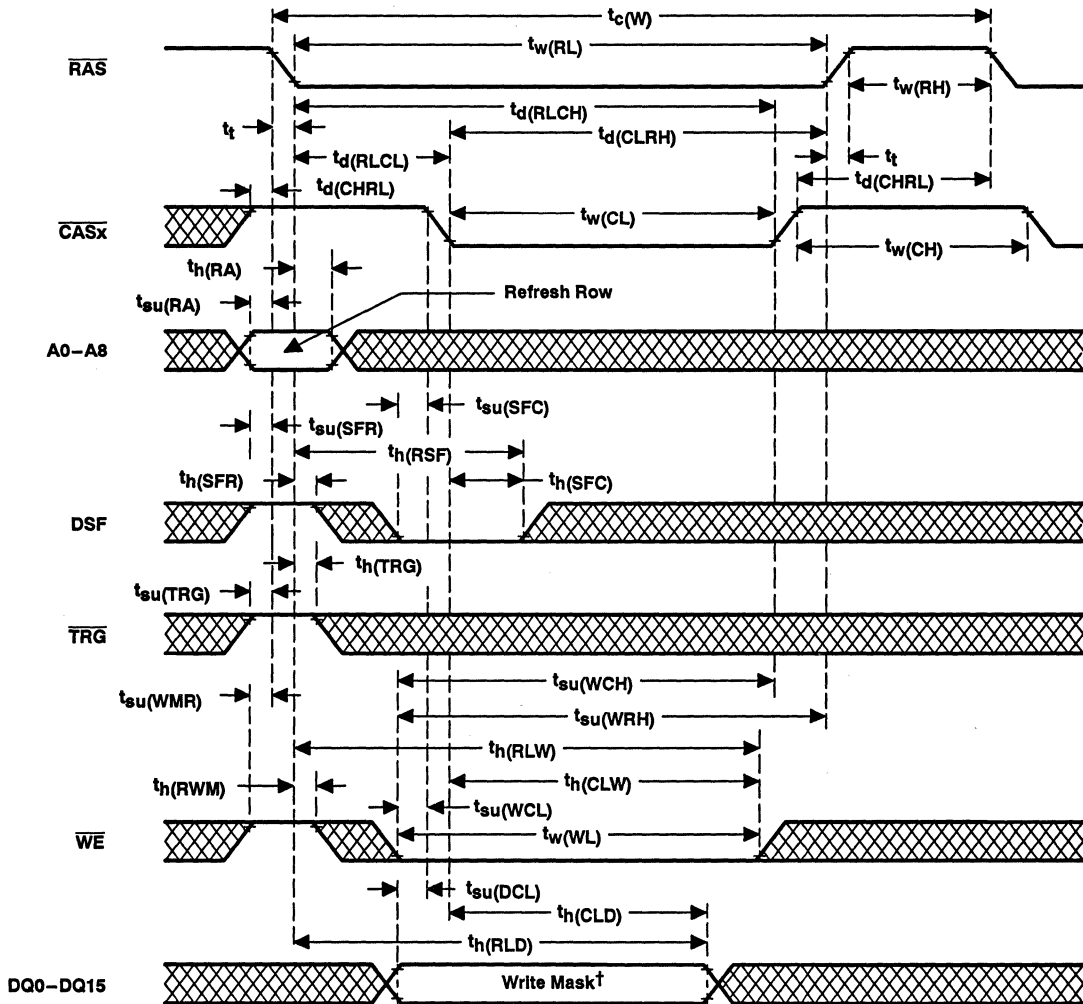 tc(W)
tw(RL)
RAS
tw(RH)
td(RLCH)
tt
td(CLRH)
td(RLCL)
tt
td(CHRL)
td(CHRL)
CASx
tw(CL)
tw(CH)
th(RA)
tsu(RA)
Refresh Row
A0–A8
tsu(SFC)
tsu(SFR)
th(RSF)
th(SFR)
th(SFC)
DSF
th(TRG)
tsu(TRG)
TRG
tsu(WCH)
tsu(WMR)
tsu(WRH)
th(RLW)
th(RWM)
th(CLW)
tsu(WCL)
WE
tw(WL)
tsu(DCL)
th(CLD)
th(RLD)
DQ0–DQ15
Write Mask†